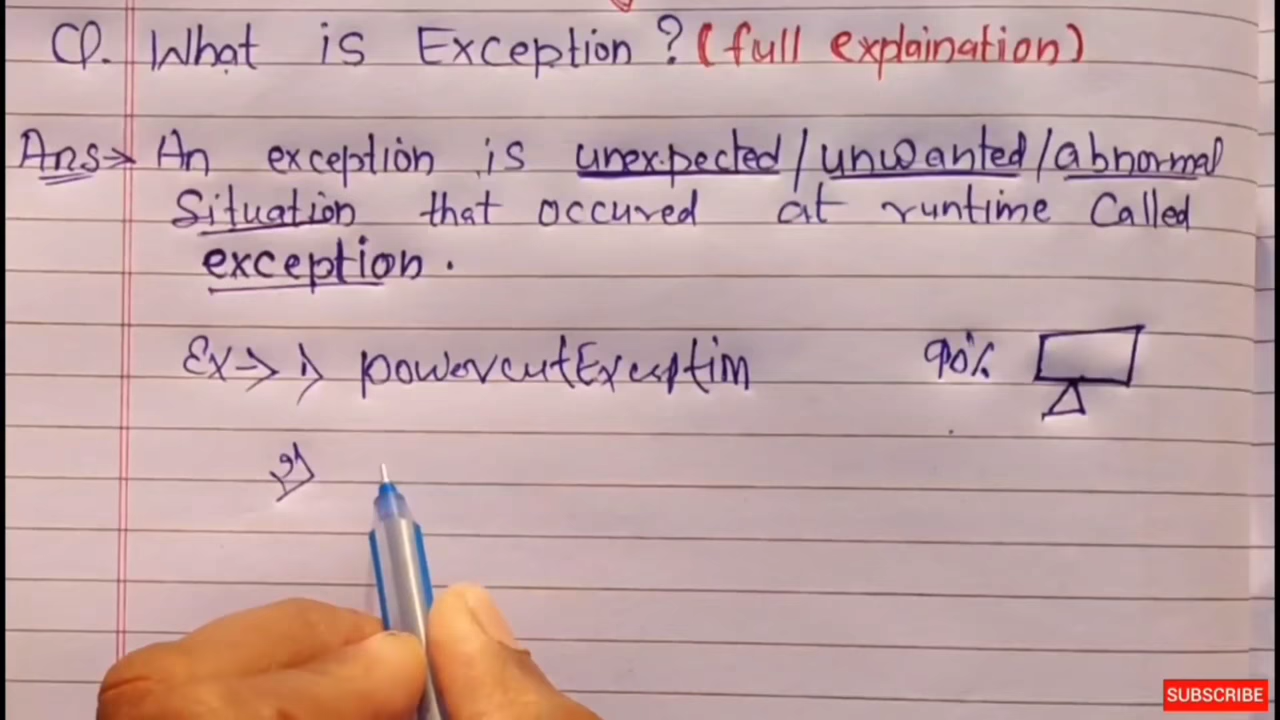 Q. What is Exception ? (full explaination)
Ans→ An exception is unexpected/unwanted/abnormal
Situation that occured at runtime Called
exception.
Ex→ 1) powercutException 90%
2)
SUBSCRIBE